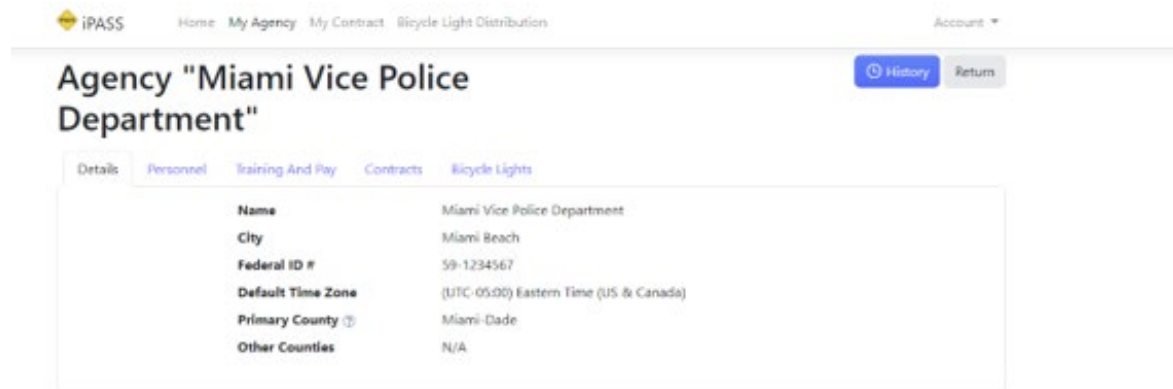 iPASS Home My Agency My Contract Bicycle Light Distribution Account
Agency "Miami Vice Police
Department"
History Return
Details Personnel Training And Pay Contracts Bicycle Lights
Name Miami Vice Police Department
City Miami Beach
Federal ID # 59-1234567
Default Time Zone (UTC-05:00) Eastern Time (US & Canada)
Primary County Miami-Dade
Other Counties N/A